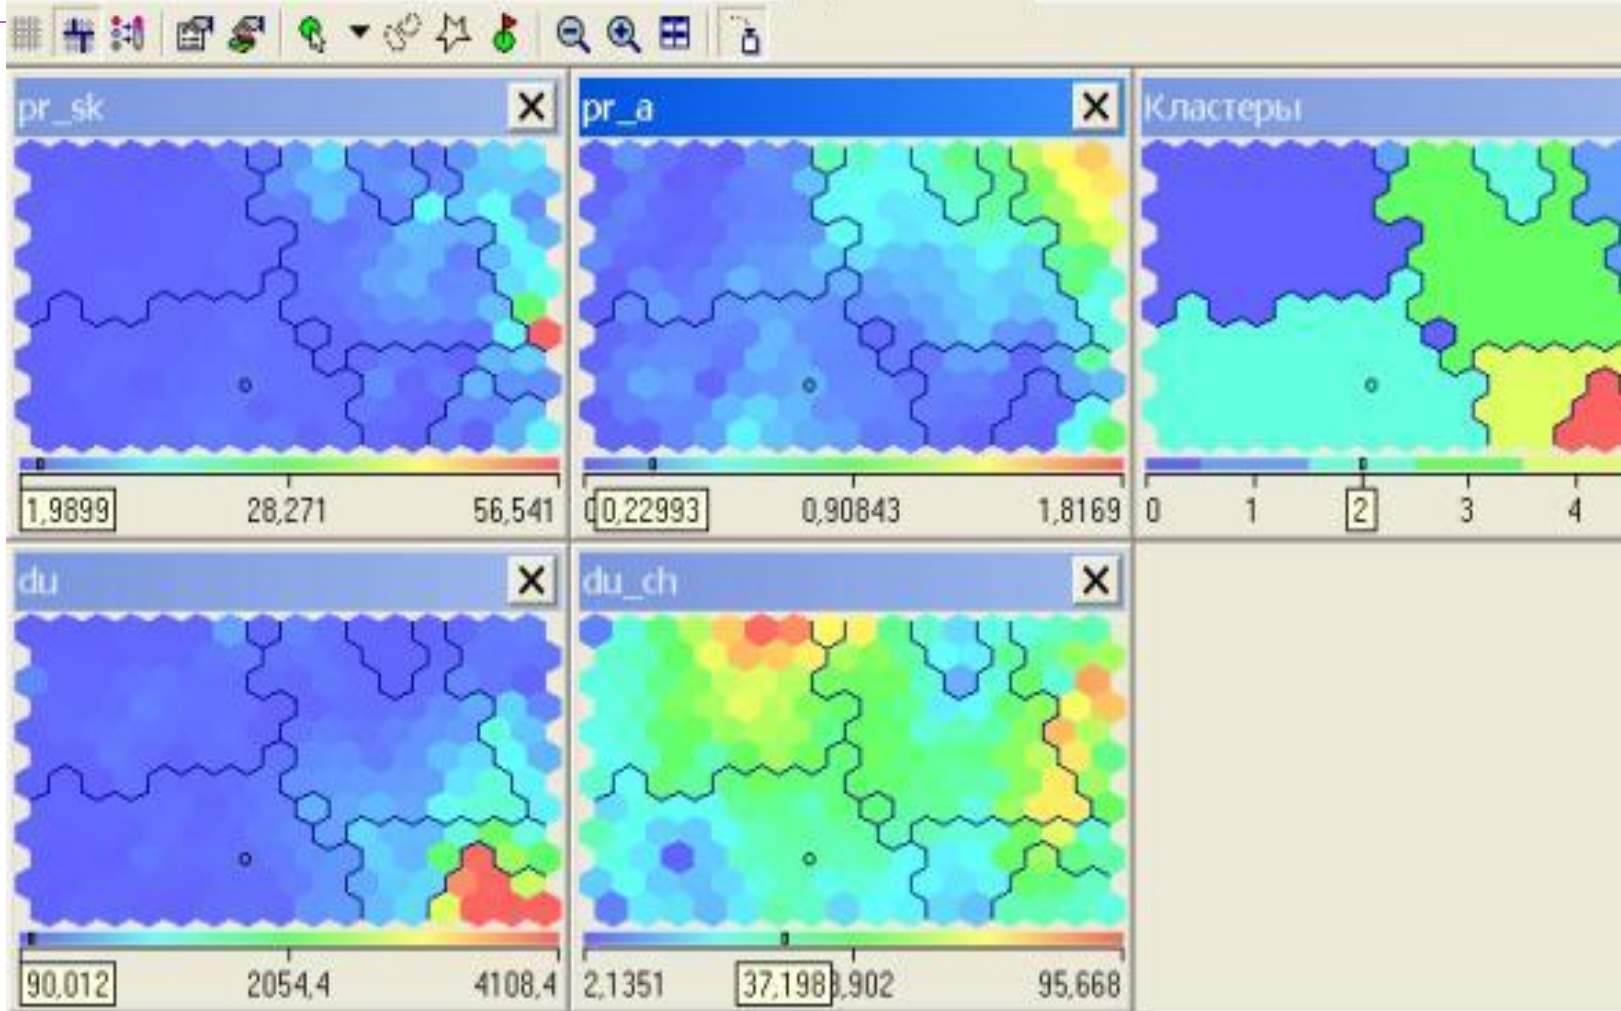 pr_sk
pr_a
Кластеры
1,9899 28,271 56,541
0,22993 0,90843 1,8169
0 1 2 3 4
du
du_ch
90,012 2054,4 4108,4
2,1351 37,198 95,668